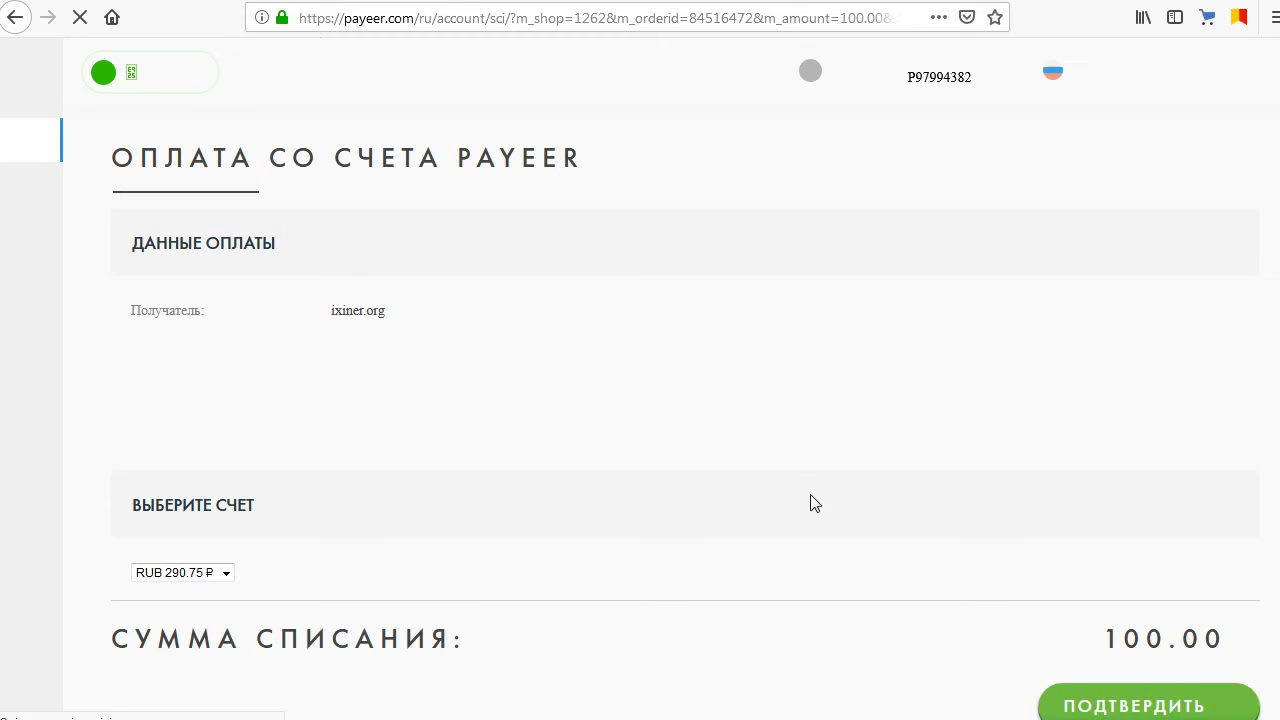 https://payeer.com/ru/account/sci/?m_shop=1262&m_orderid=84516472&m_amount=100.00&
P97994382
ОПЛАТА СО СЧЕТА PAYEER
ДАННЫЕ ОПЛАТЫ
Получатель: ixiner.org
ВЫБЕРИТЕ СЧЕТ
RUB 290.75 ₽
СУММА СПИСАНИЯ: 100.00
ПОДТВЕРДИТЬ